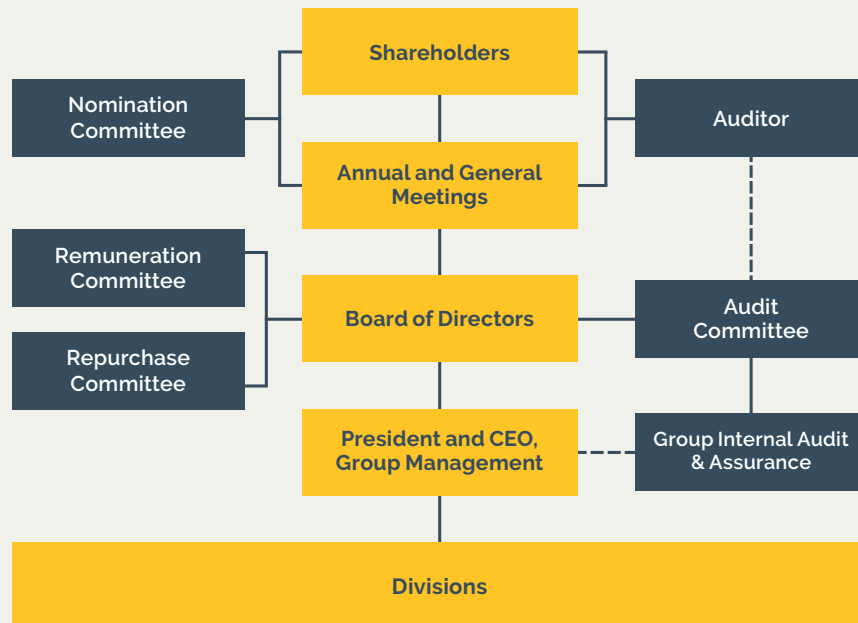 Shareholders
Nomination
Committee
Auditor
Annual and General
Meetings
Remuneration
Committee
Board of Directors
Audit
Committee
Repurchase
Committee
President and CEO,
Group Management
Group Internal Audit
& Assurance
Divisions